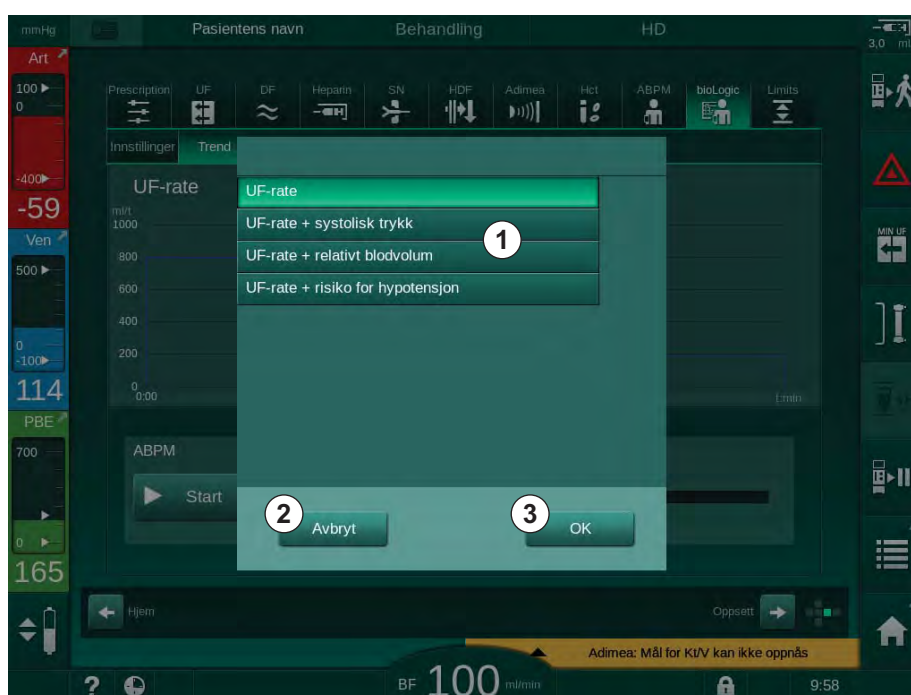 mmHg Pasientens navn Behandling HD
3,0 ml
Art
100
0
-400
-59
Ven
500
0
-100
114
PBE
700
0
165
Prescription UF DF Heparin SN HDF Adimea Hct ABPM bioLogic Limits
Innstillinger Trend
UF-rate
ml/t
1000
800
600
400
200
0
0:00
t:min
UF-rate
UF-rate + systolisk trykk
UF-rate + relativt blodvolum
UF-rate + risiko for hypotensjon
1
ABPM
Start
2
Avbryt
3
OK
MIN UF
Hjem
Oppsett
Adimea: Mål for Kt/V kan ikke oppnås
? BF 100 ml/min 9:58